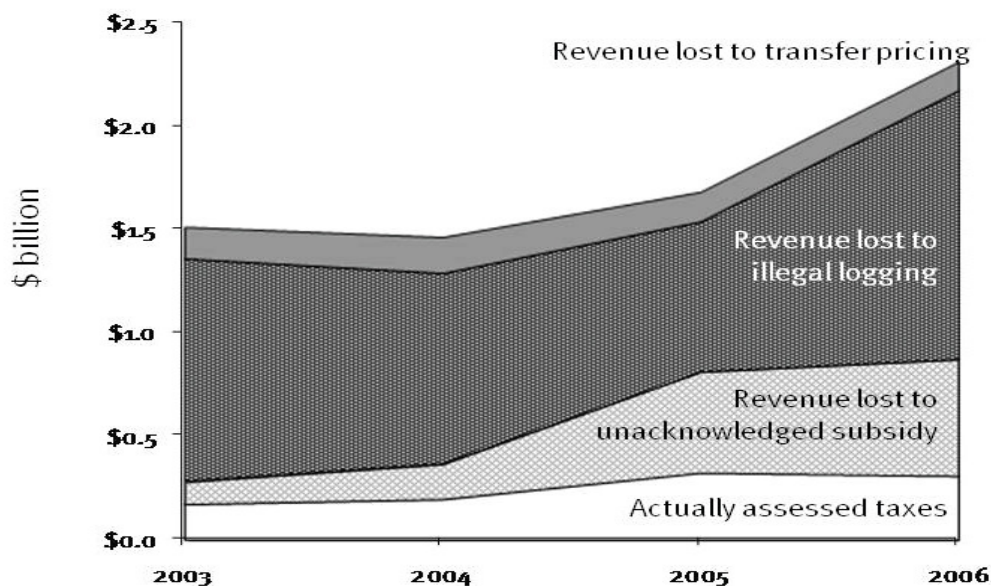 $2.5
Revenue lost to transfer pricing
$2.0
$ billion
$1.5
Revenue lost to
illegal logging
$1.0
Revenue lost to
unacknowledged subsidy
$0.5
Actually assessed taxes
$0.0
2003 2004 2005 2006